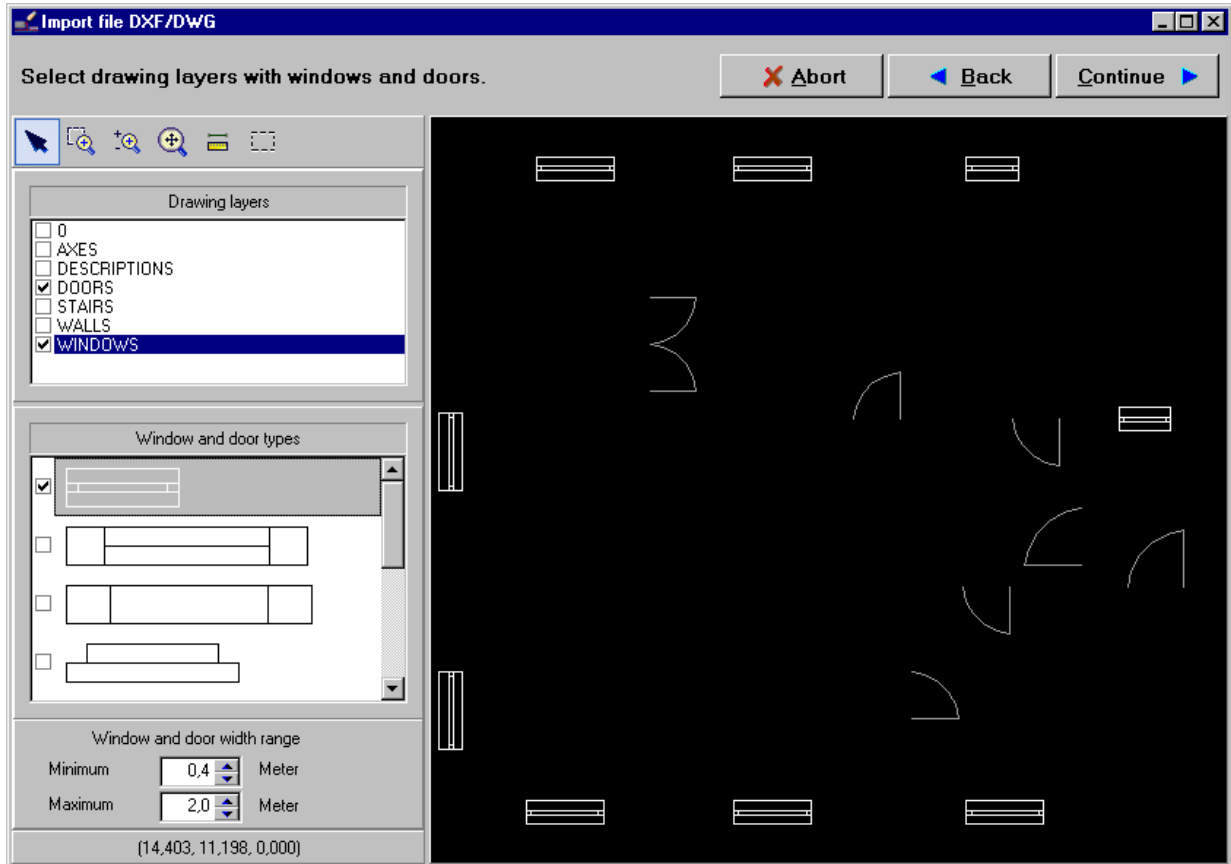 Import file DXF/DWG
Select drawing layers with windows and doors.
Abort
Back
Continue
Drawing layers
0
AXES
DESCRIPTIONS
DOORS
STAIRS
WALLS
WINDOWS
Window and door types
Window and door width range
Minimum 0,4 Meter
Maximum 2,0 Meter
(14,403, 11,198, 0,000)